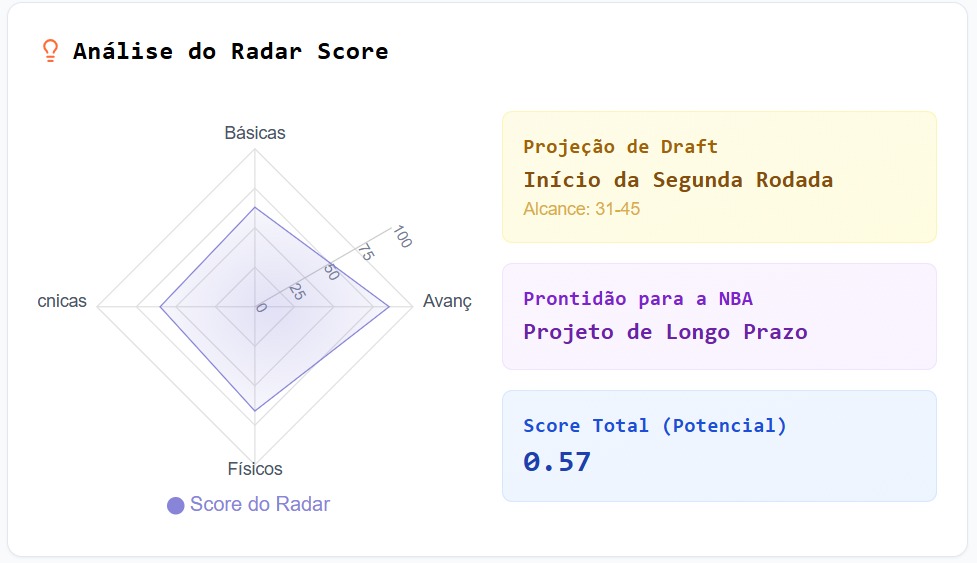 Análise do Radar Score
Básicas
100
75
50
25
0
cnicas
Avanç
Físicos
Score do Radar
Projeção de Draft
Início da Segunda Rodada
Alcance: 31-45
Prontidão para a NBA
Projeto de Longo Prazo
Score Total (Potencial)
0.57